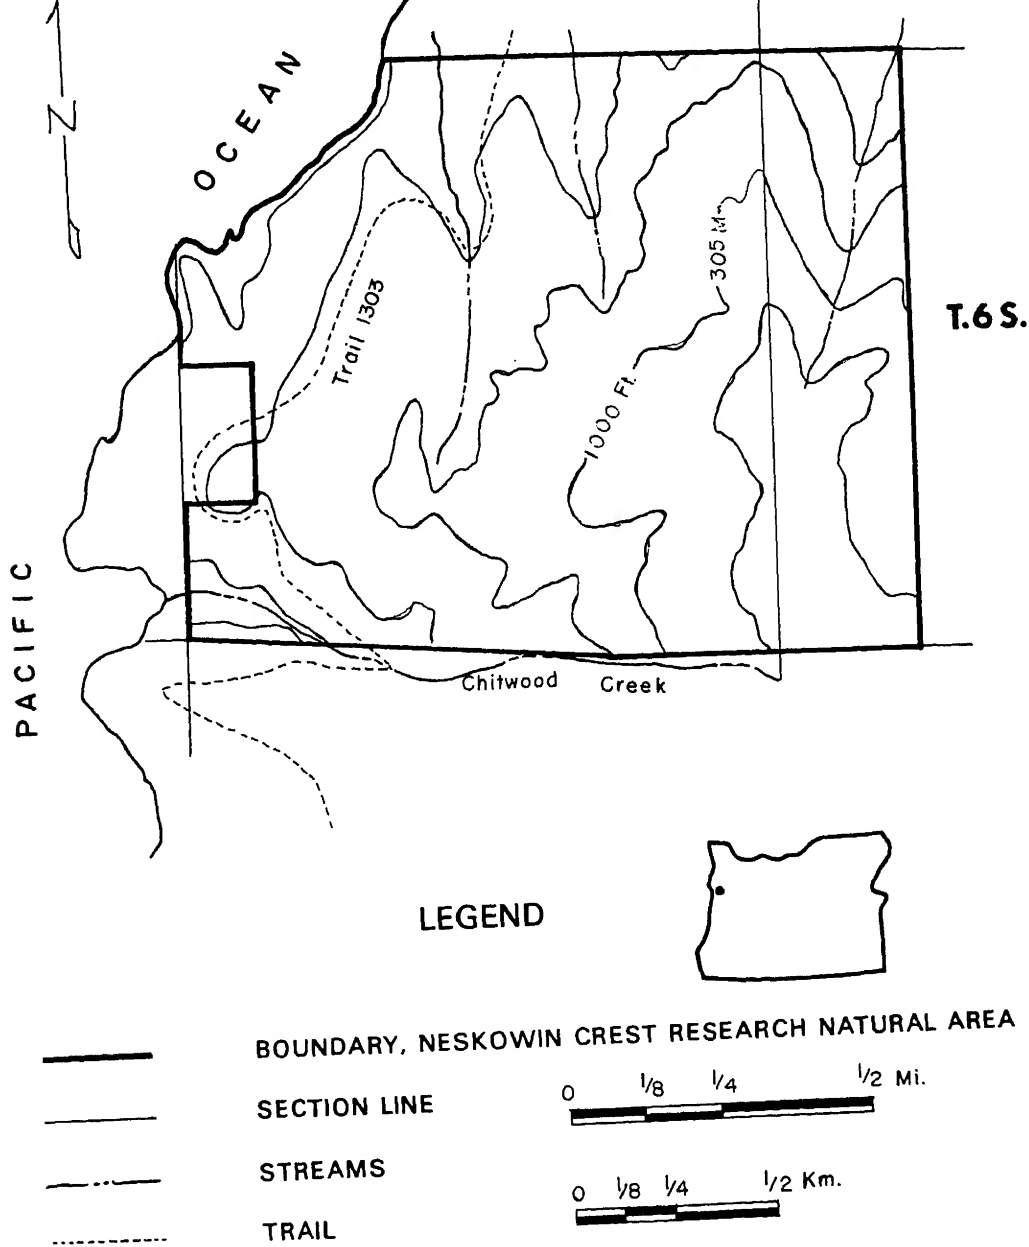 N
OCEAN
305 M
T.6 S.
Trail 1303
1000 Ft.
PACIFIC
Chitwood Creek
LEGEND
BOUNDARY, NESKOWIN CREST RESEARCH NATURAL AREA
SECTION LINE
0 1/8 1/4 1/2 Mi.
STREAMS
0 1/8 1/4 1/2 Km.
TRAIL